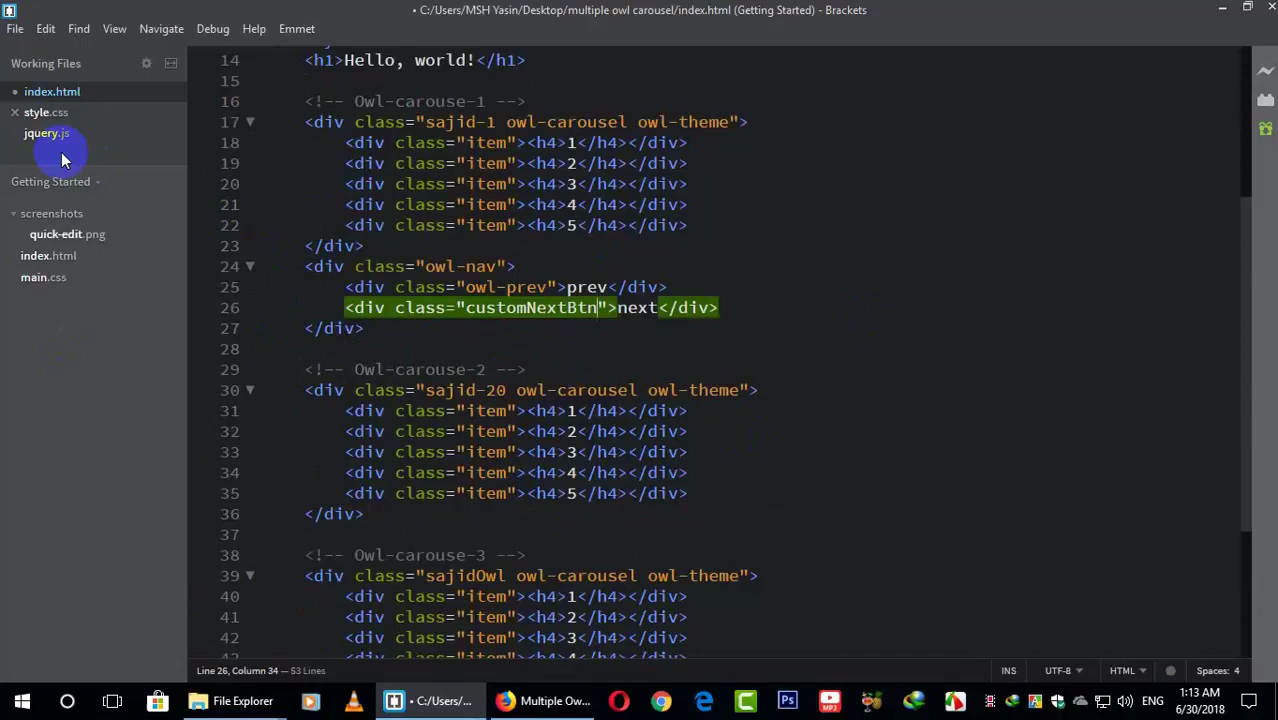 • C:/Users/MSH Yasin/Desktop/multiple owl carousel/index.html (Getting Started) - Brackets
File Edit Find View Navigate Debug Help Emmet
Working Files
index.html
style.css
jquery.js
Getting Started
screenshots
quick-edit.png
index.html
main.css
14 <h1>Hello, world!</h1>
15
16 <!-- Owl-carouse-1 -->
17 <div class="sajid-1 owl-carousel owl-theme">
18 <div class="item"><h4>1</h4></div>
19 <div class="item"><h4>2</h4></div>
20 <div class="item"><h4>3</h4></div>
21 <div class="item"><h4>4</h4></div>
22 <div class="item"><h4>5</h4></div>
23 </div>
24 <div class="owl-nav">
25 <div class="owl-prev">prev</div>
26 <div class="customNextBtn">next</div>
27 </div>
28
29 <!-- Owl-carouse-2 -->
30 <div class="sajid-20 owl-carousel owl-theme">
31 <div class="item"><h4>1</h4></div>
32 <div class="item"><h4>2</h4></div>
33 <div class="item"><h4>3</h4></div>
34 <div class="item"><h4>4</h4></div>
35 <div class="item"><h4>5</h4></div>
36 </div>
37
38 <!-- Owl-carouse-3 -->
39 <div class="sajidOwl owl-carousel owl-theme">
40 <div class="item"><h4>1</h4></div>
41 <div class="item"><h4>2</h4></div>
42 <div class="item"><h4>3</h4></div>
Line 26, Column 34 — 53 Lines
INS UTF-8 HTML Spaces: 4
File Explorer
• C:/Users/...
Multiple Ow...
Ps
MP3
ENG
1:13 AM
6/30/2018